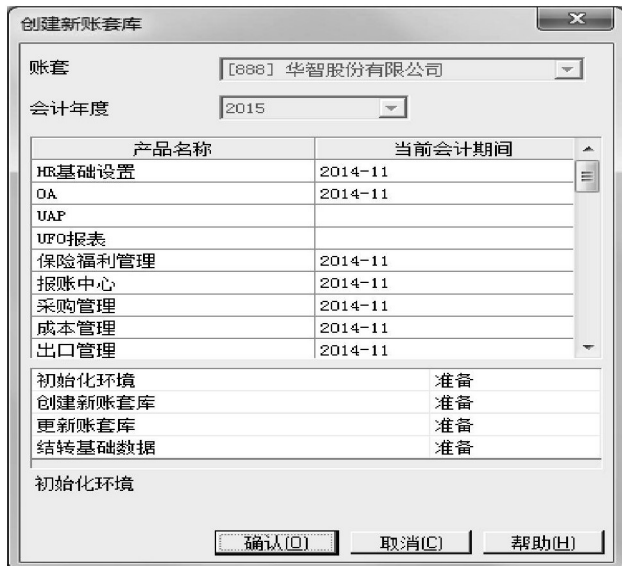 创建新账套库
账套 [888] 华智股份有限公司
会计年度 2015
产品名称 当前会计期间
HR基础设置 2014-11
OA 2014-11
UAP
UFO报表
保险福利管理 2014-11
报账中心 2014-11
采购管理 2014-11
成本管理 2014-11
出口管理 2014-11
初始化环境 准备
创建新账套库 准备
更新账套库 准备
结转基础数据 准备
初始化环境
确认(O) 取消(C) 帮助(H)